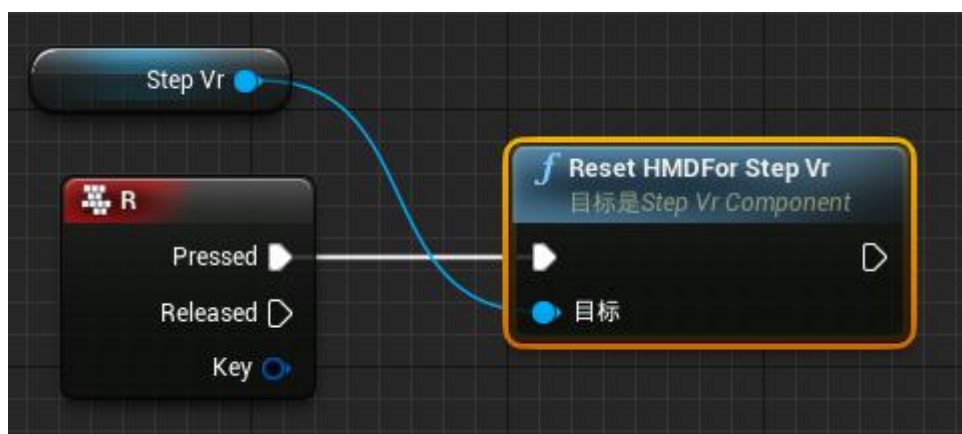 Step Vr
R
Pressed
Released
Key
f Reset HMDFor Step Vr
目标是Step Vr Component
目标